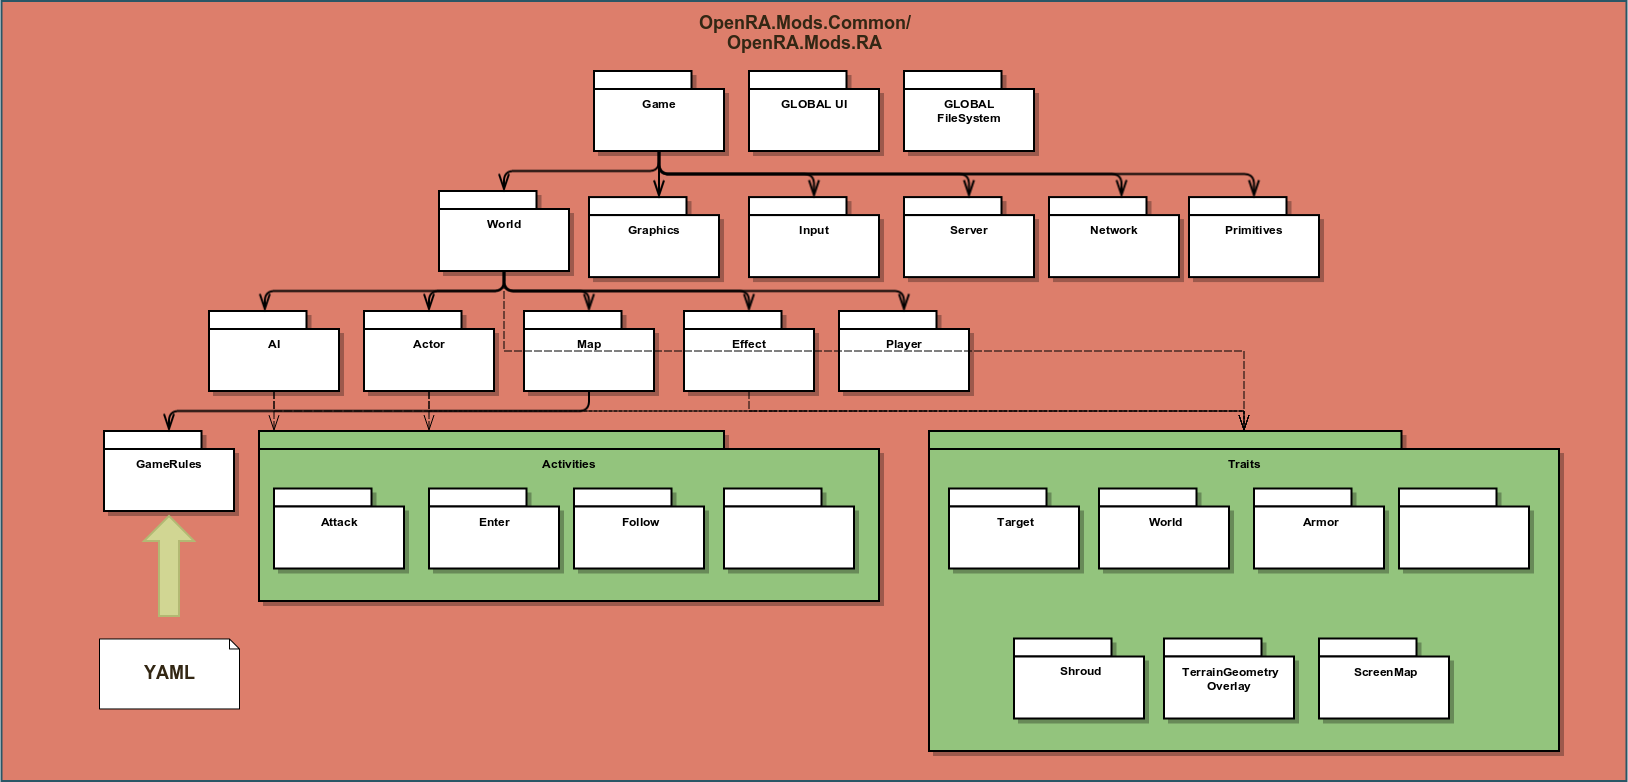 OpenRA.Mods.Common/
OpenRA.Mods.RA
Game
GLOBAL UI
GLOBAL
FileSystem
World
Graphics
Input
Server
Network
Primitives
AI
Actor
Map
Effect
Player
GameRules
Activities
Traits
Attack
Enter
Follow
Target
World
Armor
YAML
Shroud
TerrainGeometry
Overlay
ScreenMap